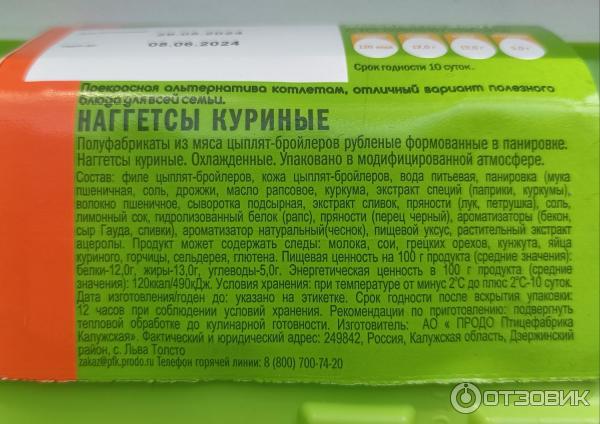 08.06.2024
Срок годности 10 суток.
Прекрасная альтернатива котлетам, отличный вариант полезного
блюда для всей семьи.
НАГГЕТСЫ КУРИНЫЕ
Полуфабрикаты из мяса цыплят-бройлеров рубленые формованные в панировке.
Наггетсы куриные. Охлажденные. Упаковано в модифицированной атмосфере.
Состав: филе цыплят-бройлеров, кожа цыплят-бройлеров, вода питьевая, панировка (мука
пшеничная, соль, дрожжи, масло рапсовое, куркума, экстракт специй (паприки, куркумы),
волокно пшеничное, сыворотка подсырная, экстракт сливок, пряности (лук, петрушка), соль,
лимонный сок, гидролизованный белок (рапс), пряности (перец черный), ароматизаторы (бекон,
сыр Гауда, сливки), ароматизатор натуральный(чеснок), пищевой уксус, растительный экстракт
ацеролы. Продукт может содержать следы: молока, сои, грецких орехов, кунжута, яйца
куриного, горчицы, сельдерея, глютена. Пищевая ценность на 100 г продукта (средние значения):
белки-12,0г, жиры-13,0г, углеводы-5,0г. Энергетическая ценность в 100 г продукта (средние
значения): 120ккал/490кДж. Условия хранения: при температуре от минус 2°С до плюс 2°С-10 суток.
Дата изготовления/годен до: указано на этикетке. Срок годности после вскрытия упаковки:
12 часов при соблюдении условий хранения. Рекомендации по приготовлению: подвергнуть
тепловой обработке до кулинарной готовности. Изготовитель: АО « ПРОДО Птицефабрика
Калужская». Фактический и юридический адрес: 249842, Россия, Калужская область, Дзержинский
район, с. Льва Толсто
zakaz@pfk.prodo.ru Телефон горячей линии: 8 (800) 700-74-20
ОТЗОВИК